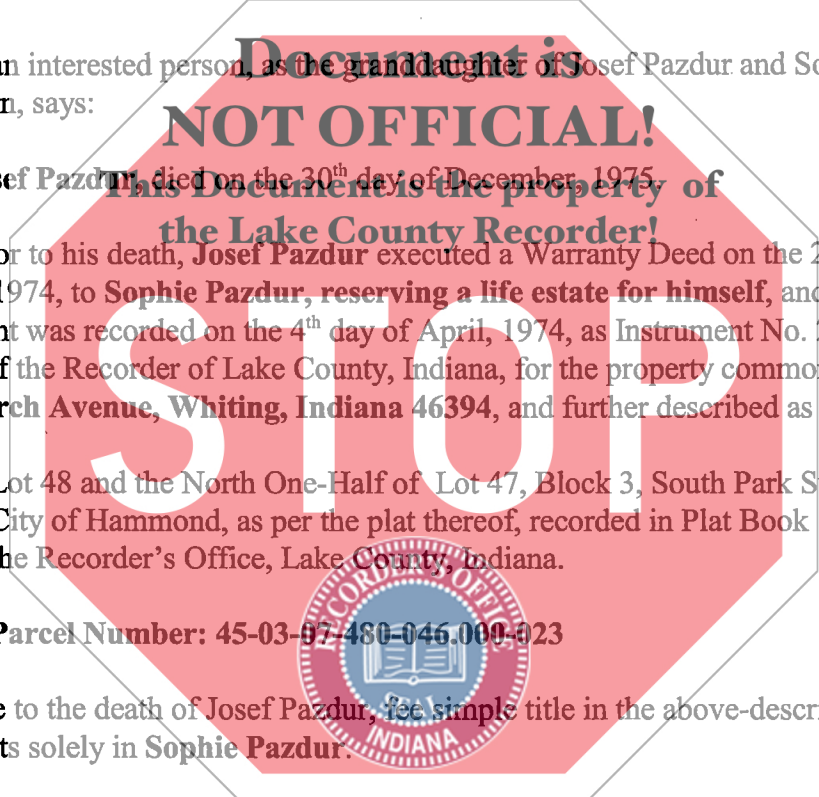 Document is
an interested person, as the granddaughter of Josef Pazdur and So
n, says:
NOT OFFICIAL!
sef Pazdur, died on the 30th day of December, 1975.
This Document is the property of
the Lake County Recorder!
or to his death, Josef Pazdur executed a Warranty Deed on the 2
1974, to Sophie Pazdur, reserving a life estate for himself, and
nt was recorded on the 4th day of April, 1974, as Instrument No. 2
f the Recorder of Lake County, Indiana, for the property commo
rch Avenue, Whiting, Indiana 46394, and further described as
STOP
Lot 48 and the North One-Half of Lot 47, Block 3, South Park S
City of Hammond, as per the plat thereof, recorded in Plat Book
he Recorder's Office, Lake County, Indiana.
RECORDER'S OFFICE
Parcel Number: 45-03-07-480-046.000-023
SEAL
e to the death of Josef Pazdur, fee simple title in the above-descri
INDIANA
ts solely in Sophie Pazdur.